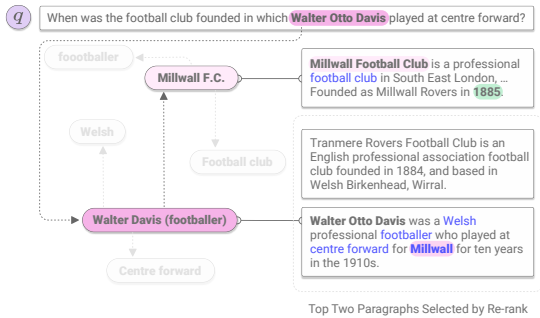 q When was the football club founded in which Walter Otto Davis played at centre forward?
foootballer
Millwall F.C.
Millwall Football Club is a professional
football club in South East London, ...
Founded as Millwall Rovers in 1885.
Welsh
Football club
Tranmere Rovers Football Club is an
English professional association football
club founded in 1884, and based in
Welsh Birkenhead, Wirral.
Walter Davis (footballer)
Walter Otto Davis was a Welsh
professional footballer who played at
centre forward for Millwall for ten years
in the 1910s.
Centre forward
Top Two Paragraphs Selected by Re-rank